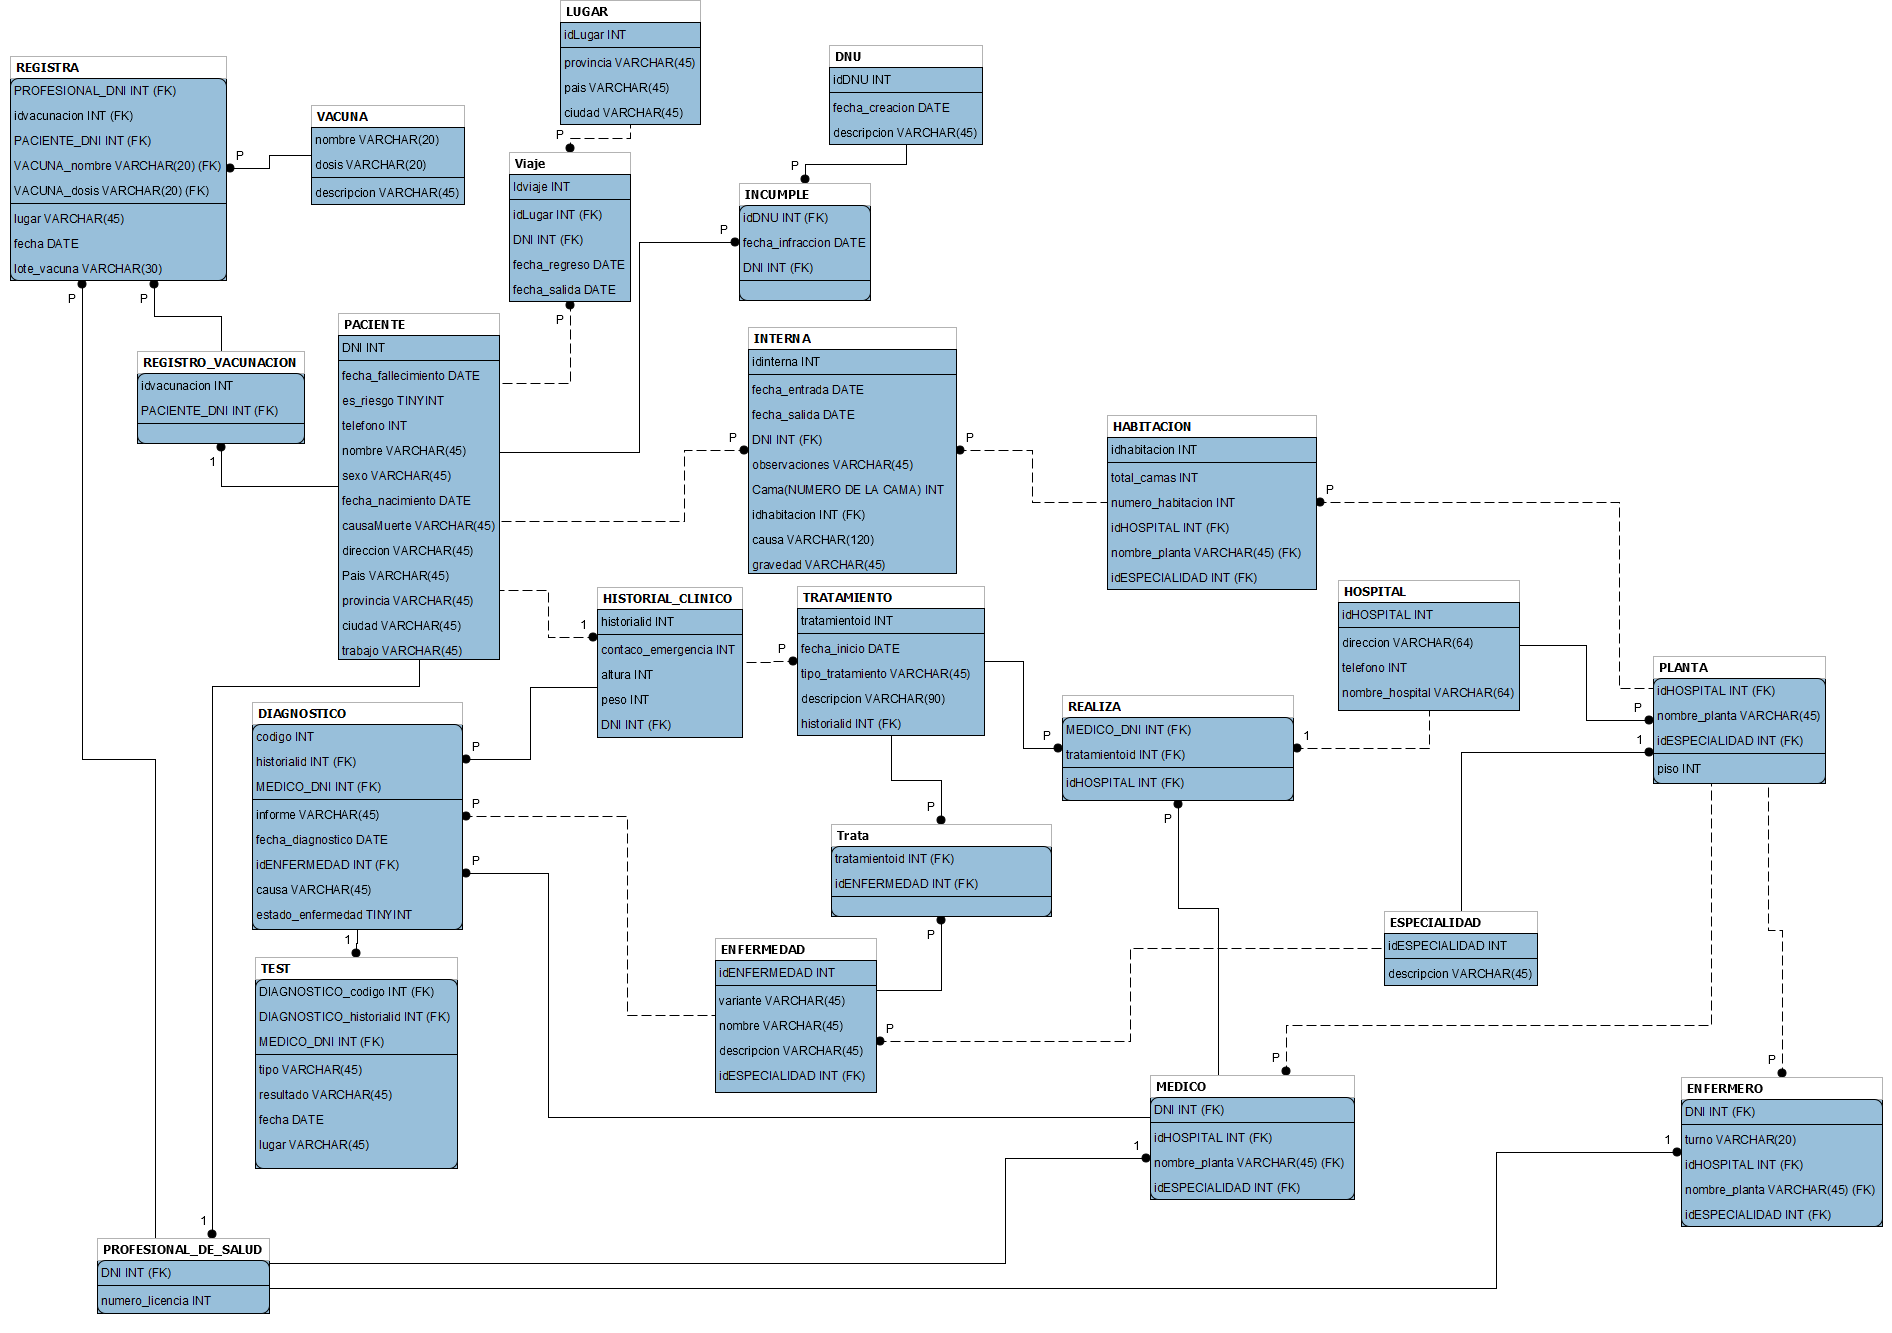 LUGAR
idLugar INT
provincia VARCHAR(45)
pais VARCHAR(45)
ciudad VARCHAR(45)
P
DNU
idDNU INT
fecha_creacion DATE
descripcion VARCHAR(45)
P
REGISTRA
PROFESIONAL_DNI INT (FK)
idvacunacion INT (FK)
PACIENTE_DNI INT (FK)
VACUNA_nombre VARCHAR(20) (FK)
VACUNA_dosis VARCHAR(20) (FK)
lugar VARCHAR(45)
fecha DATE
lote_vacuna VARCHAR(30)
P
P
P
VACUNA
nombre VARCHAR(20)
dosis VARCHAR(20)
descripcion VARCHAR(45)
Viaje
Idviaje INT
idLugar INT (FK)
DNI INT (FK)
fecha_regreso DATE
fecha_salida DATE
P
INCUMPLE
idDNU INT (FK)
fecha_infraccion DATE
DNI INT (FK)
P
REGISTRO_VACUNACION
idvacunacion INT
PACIENTE_DNI INT (FK)
1
PACIENTE
DNI INT
fecha_fallecimiento DATE
es_riesgo TINYINT
telefono INT
nombre VARCHAR(45)
sexo VARCHAR(45)
fecha_nacimiento DATE
causaMuerte VARCHAR(45)
direccion VARCHAR(45)
Pais VARCHAR(45)
provincia VARCHAR(45)
ciudad VARCHAR(45)
trabajo VARCHAR(45)
INTERNA
idinterna INT
fecha_entrada DATE
fecha_salida DATE
DNI INT (FK)
observaciones VARCHAR(45)
Cama(NUMERO DE LA CAMA) INT
idhabitacion INT (FK)
causa VARCHAR(120)
gravedad VARCHAR(45)
P
P
HABITACION
idhabitacion INT
total_camas INT
numero_habitacion INT
idHOSPITAL INT (FK)
nombre_planta VARCHAR(45) (FK)
idESPECIALIDAD INT (FK)
P
HISTORIAL_CLINICO
historialid INT
contaco_emergencia INT
altura INT
peso INT
DNI INT (FK)
1
TRATAMIENTO
tratamientoid INT
fecha_inicio DATE
tipo_tratamiento VARCHAR(45)
descripcion VARCHAR(90)
historialid INT (FK)
P
HOSPITAL
idHOSPITAL INT
direccion VARCHAR(64)
telefono INT
nombre_hospital VARCHAR(64)
PLANTA
idHOSPITAL INT (FK)
nombre_planta VARCHAR(45)
idESPECIALIDAD INT (FK)
piso INT
P
1
REALIZA
MEDICO_DNI INT (FK)
tratamientoid INT (FK)
idHOSPITAL INT (FK)
P
1
P
DIAGNOSTICO
codigo INT
historialid INT (FK)
MEDICO_DNI INT (FK)
informe VARCHAR(45)
fecha_diagnostico DATE
idENFERMEDAD INT (FK)
causa VARCHAR(45)
estado_enfermedad TINYINT
P
P
P
1
Trata
tratamientoid INT (FK)
idENFERMEDAD INT (FK)
P
P
ESPECIALIDAD
idESPECIALIDAD INT
descripcion VARCHAR(45)
ENFERMEDAD
idENFERMEDAD INT
variante VARCHAR(45)
nombre VARCHAR(45)
descripcion VARCHAR(45)
idESPECIALIDAD INT (FK)
P
TEST
DIAGNOSTICO_codigo INT (FK)
DIAGNOSTICO_historialid INT (FK)
MEDICO_DNI INT (FK)
tipo VARCHAR(45)
resultado VARCHAR(45)
fecha DATE
lugar VARCHAR(45)
MEDICO
DNI INT (FK)
idHOSPITAL INT (FK)
nombre_planta VARCHAR(45) (FK)
idESPECIALIDAD INT (FK)
P
1
ENFERMERO
DNI INT (FK)
turno VARCHAR(20)
idHOSPITAL INT (FK)
nombre_planta VARCHAR(45) (FK)
idESPECIALIDAD INT (FK)
P
1
PROFESIONAL_DE_SALUD
DNI INT (FK)
numero_licencia INT
1